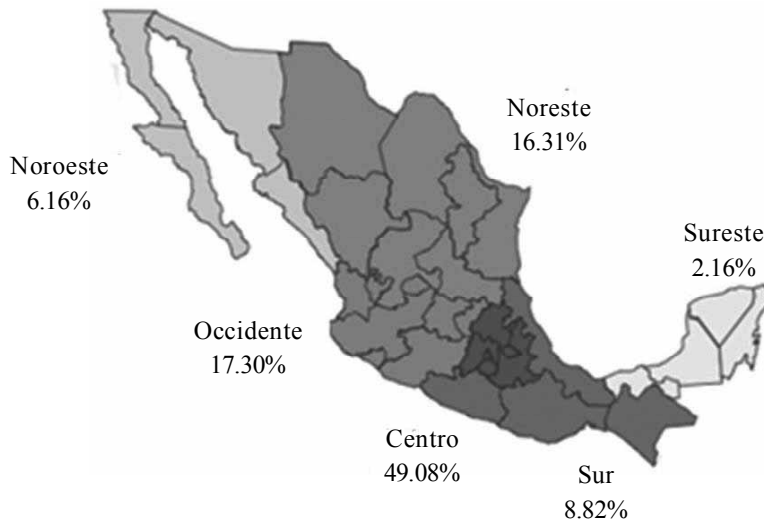 Noreste
16.31%
Noroeste
6.16%
Sureste
2.16%
Occidente
17.30%
Centro
49.08%
Sur
8.82%